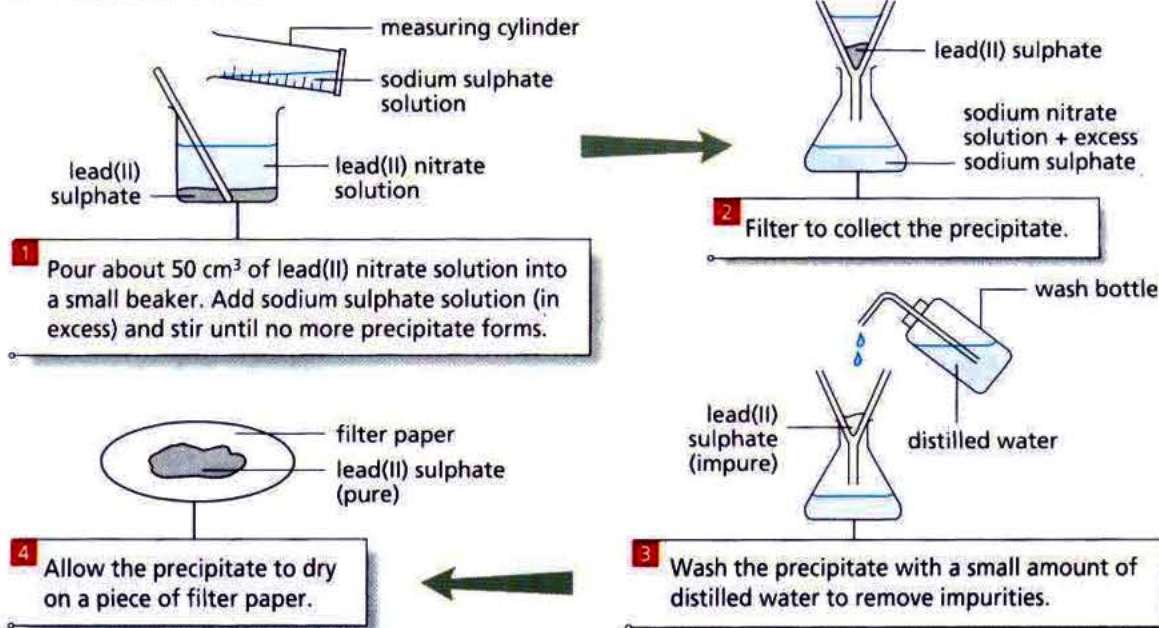 measuring cylinder
sodium sulphate
solution
lead(II)
sulphate
lead(II) nitrate
solution
1
Pour about 50 cm³ of lead(II) nitrate solution into
a small beaker. Add sodium sulphate solution (in
excess) and stir until no more precipitate forms.
lead(II) sulphate
sodium nitrate
solution + excess
sodium sulphate
2
Filter to collect the precipitate.
wash bottle
lead(II)
sulphate
(impure)
distilled water
3
Wash the precipitate with a small amount of
distilled water to remove impurities.
filter paper
lead(II) sulphate
(pure)
4
Allow the precipitate to dry
on a piece of filter paper.